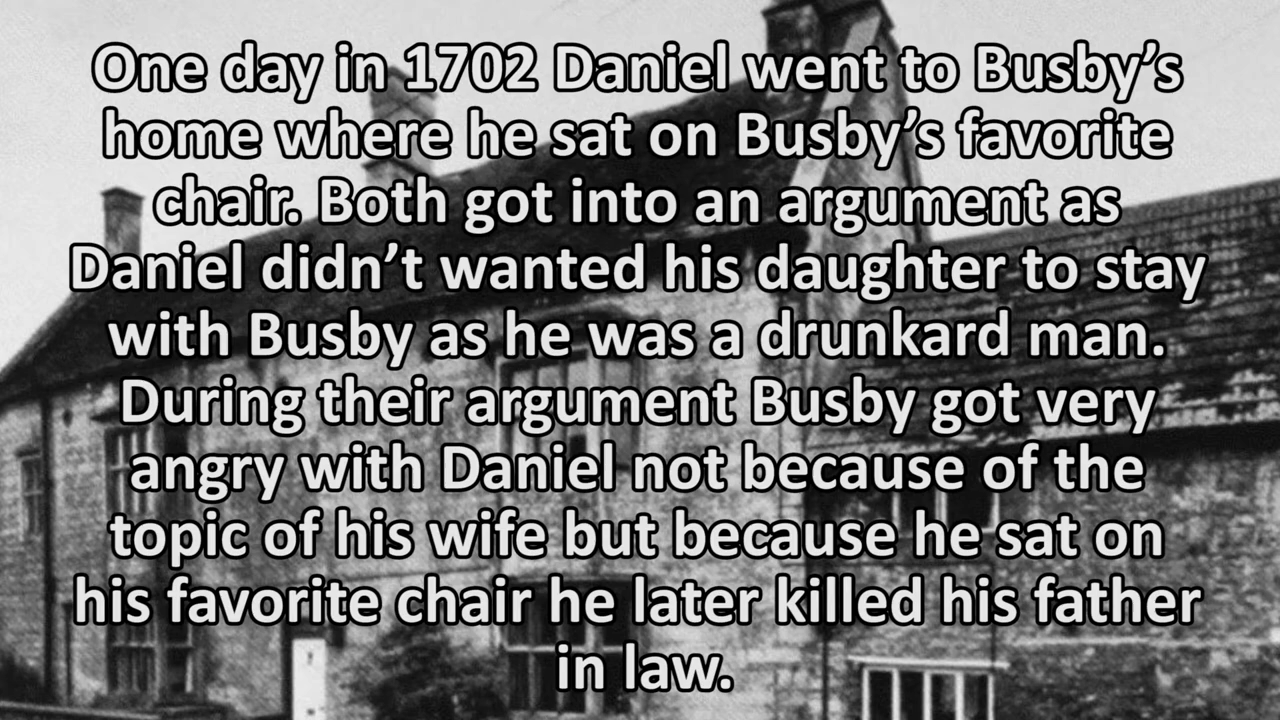 One day in 1702 Daniel went to Busby’s
home where he sat on Busby’s favorite
chair. Both got into an argument as
Daniel didn’t wanted his daughter to stay
with Busby as he was a drunkard man.
During their argument Busby got very
angry with Daniel not because of the
topic of his wife but because he sat on
his favorite chair he later killed his father
in law.